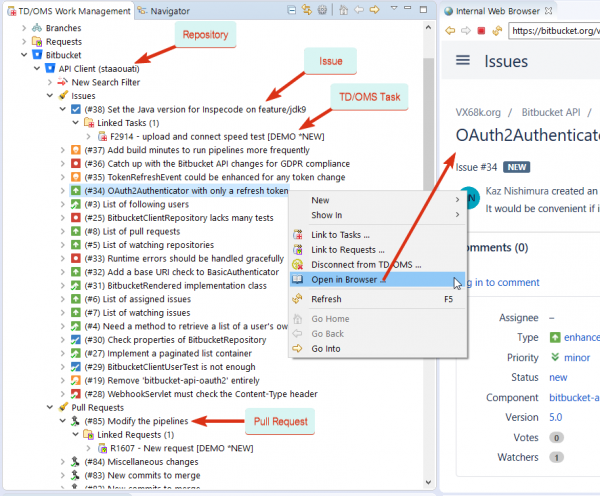 TD/OMS Work Management
Navigator
Branches
Requests
Bitbucket
API Client (staaouati)
New Search Filter
Issues
(#38) Set the Java version for Inspecode on feature/jdk9
Linked Tasks (1)
F2914 - upload and connect speed test [DEMO *NEW]
(#37) Add build minutes to run pipelines more frequently
(#36) Catch up with the Bitbucket API changes for GDPR compliance
(#35) TokenRefreshEvent could be enhanced for any token change
(#34) OAuth2Authenticator with only a refresh token
(#3) List of following users
(#25) BitbucketClientRepository lacks many tests
(#8) List of pull requests
(#5) List of watching repositories
(#33) Runtime errors should be handled gracefully
(#32) Add a base URI check to BasicAuthenticator
(#31) BitbucketRendered implementation class
(#6) List of assigned issues
(#7) List of watching issues
(#4) Need a method to retrieve a list of a user's ow
(#30) Check properties of BitbucketRepository
(#27) Implement a paginated list container
(#29) BitbucketClientUserTest is not enough
(#19) Remove 'bitbucket-api-oauth2' entirely
(#28) WebhookServlet must check the Content-Type header
Pull Requests
(#85) Modify the pipelines
Linked Requests (1)
R1607 - New request [DEMO *NEW]
(#84) Miscellaneous changes
(#83) New commits to merge
(#82) New commits to merge
Repository
Issue
TD/OMS Task
Pull Request
New
Show In
Link to Tasks ...
Link to Requests ...
Disconnect from TD/OMS ...
Open in Browser ...
Refresh F5
Go Home
Go Back
Go Into
Internal Web Browser
https://bitbucket.org/v
Issues
VX68k.org / Bitbucket API /
OAuth2Authenticato
Issue #34 NEW
Kaz Nishimura created an
It would be convenient if i
omments (0)
g in to comment
Assignee –
Type enhance
Priority minor
Status new
Component bitbucket-a
Version 5.0
Votes 0
Watchers 1